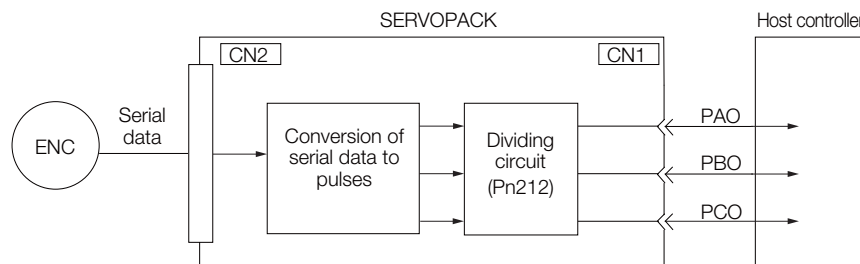 SERVOPACK
Host controller
CN2
CN1
ENC
Serial
data
Conversion of
serial data to
pulses
Dividing
circuit
(Pn212)
PAO
PBO
PCO